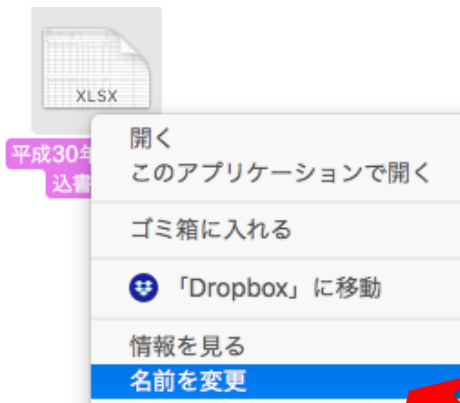 XLSX
平成30年
込書
開く
このアプリケーションで開く
ゴミ箱に入れる
「Dropbox」に移動
情報を見る
名前を変更